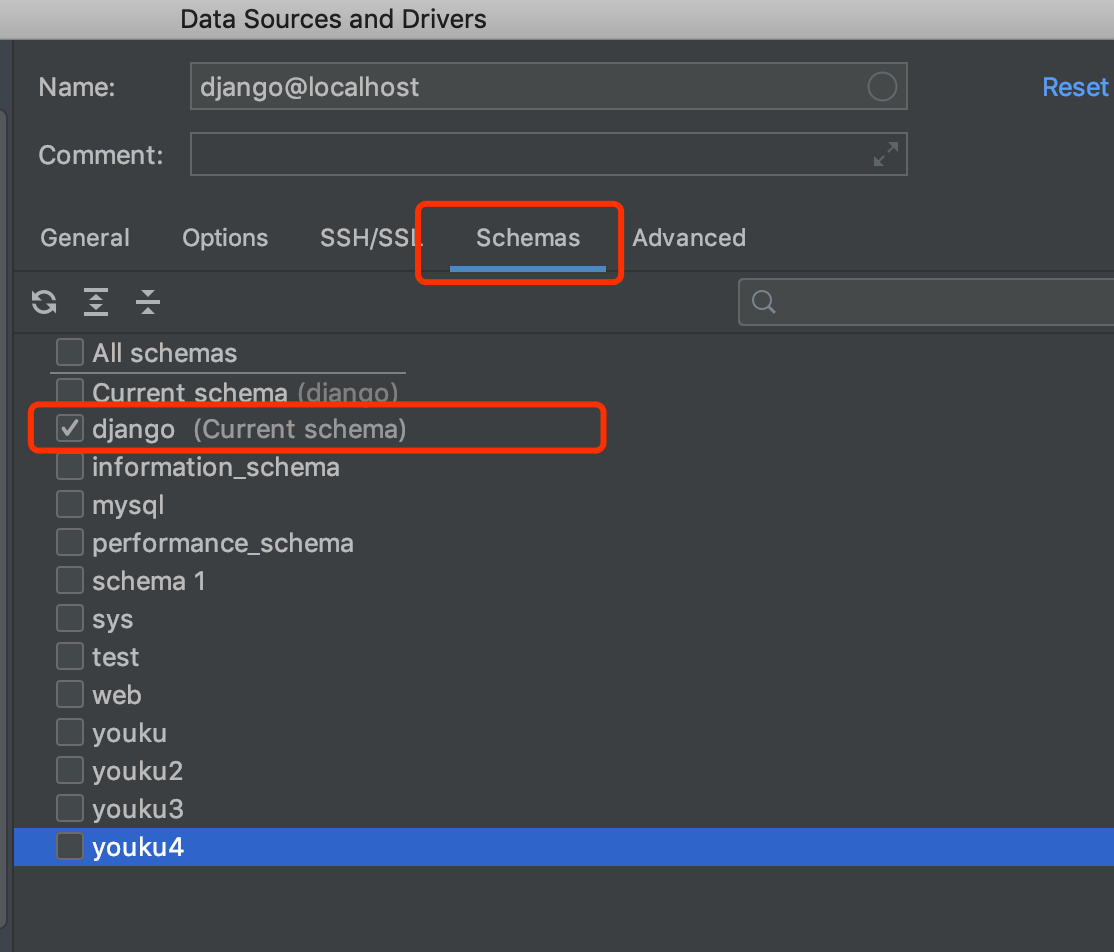 Data Sources and Drivers
Name: django@localhost Reset
Comment:
General Options SSH/SSL Schemas Advanced
All schemas
Current schema (django)
django (Current schema)
information_schema
mysql
performance_schema
schema 1
sys
test
web
youku
youku2
youku3
youku4